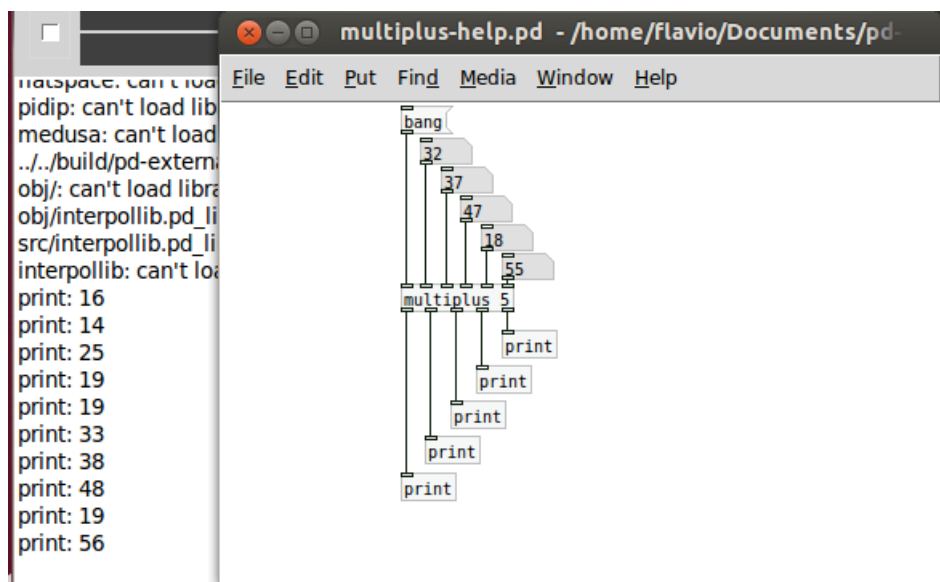 multiplus-help.pd - /home/flavio/Documents/pd-
File Edit Put Find Media Window Help
pidip: can't load lib
medusa: can't load
../../build/pd-externa
obj/: can't load libra
obj/interpollib.pd_li
src/interpollib.pd_li
interpollib: can't loa
print: 16
print: 14
print: 25
print: 19
print: 19
print: 33
print: 38
print: 48
print: 19
print: 56
bang
32
37
47
18
55
multiplus 5
print
print
print
print
print